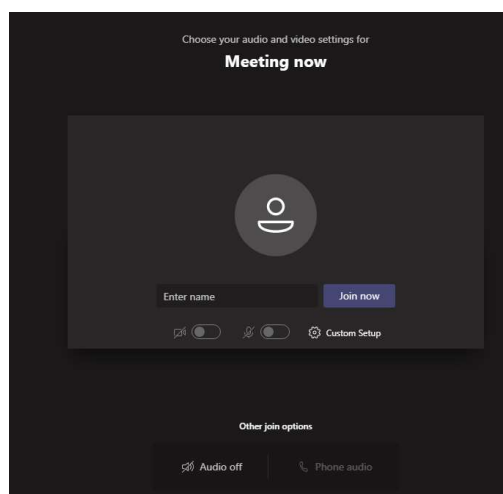 Choose your audio and video settings for
Meeting now
Enter name
Join now
Custom Setup
Other join options
Audio off
Phone audio